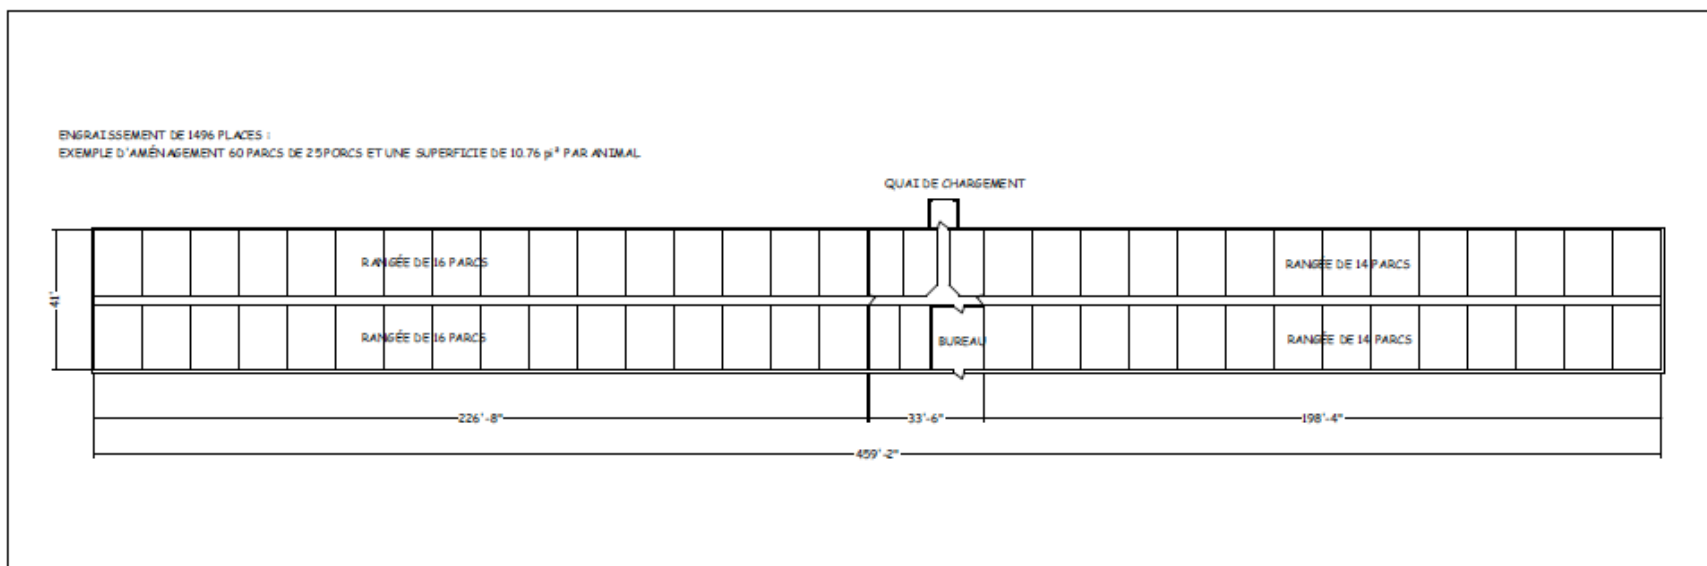 ENGRAISSEMENT DE 1496 PLACES :
EXEMPLE D'AMÉNAGEMENT 60 PARCS DE 25 PORCS ET UNE SUPERFICIE DE 10.76 pi² PAR ANIMAL
QUAI DE CHARGEMENT
RANGÉE DE 16 PARCS
RANGÉE DE 14 PARCS
41'
RANGÉE DE 16 PARCS
BUREAU
RANGÉE DE 14 PARCS
226'-8"
33'-6"
198'-4"
459'-2"